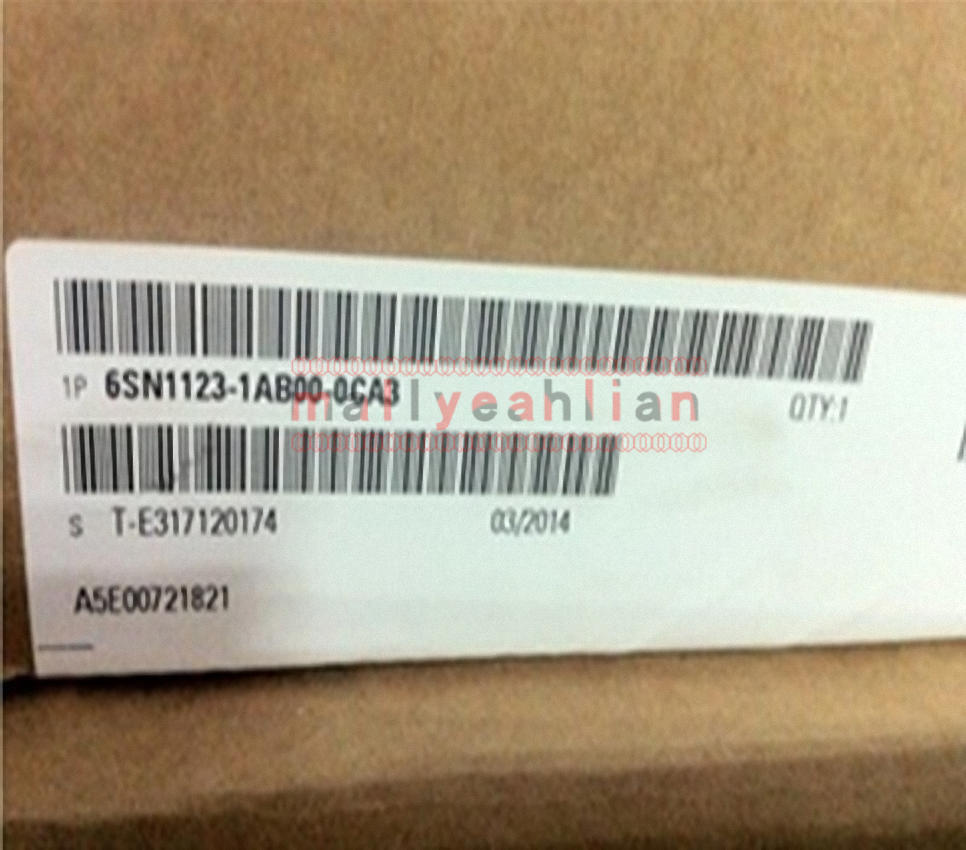 1P 6SN1123-1AB00-0CA3
QTY:1
mallyeahlian
S T-E317120174 03/2014
A5E00721821